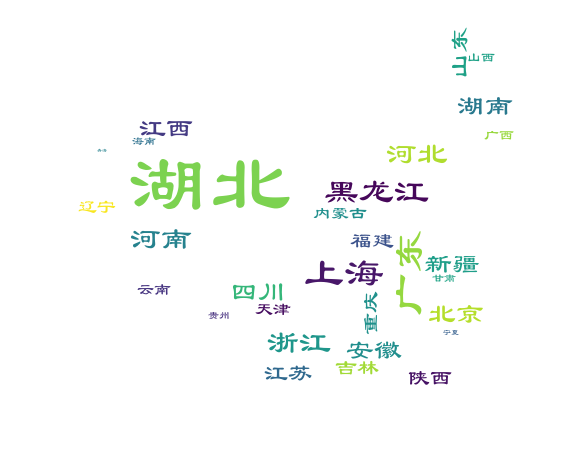 山东
山西
湖南
江西
广西
海南
河北
湖北
黑龙江
辽宁
内蒙古
河南
福建
广东
新疆
上海
甘肃
云南
四川
天津
贵州
重庆
北京
宁夏
浙江
安徽
江苏
吉林
陕西